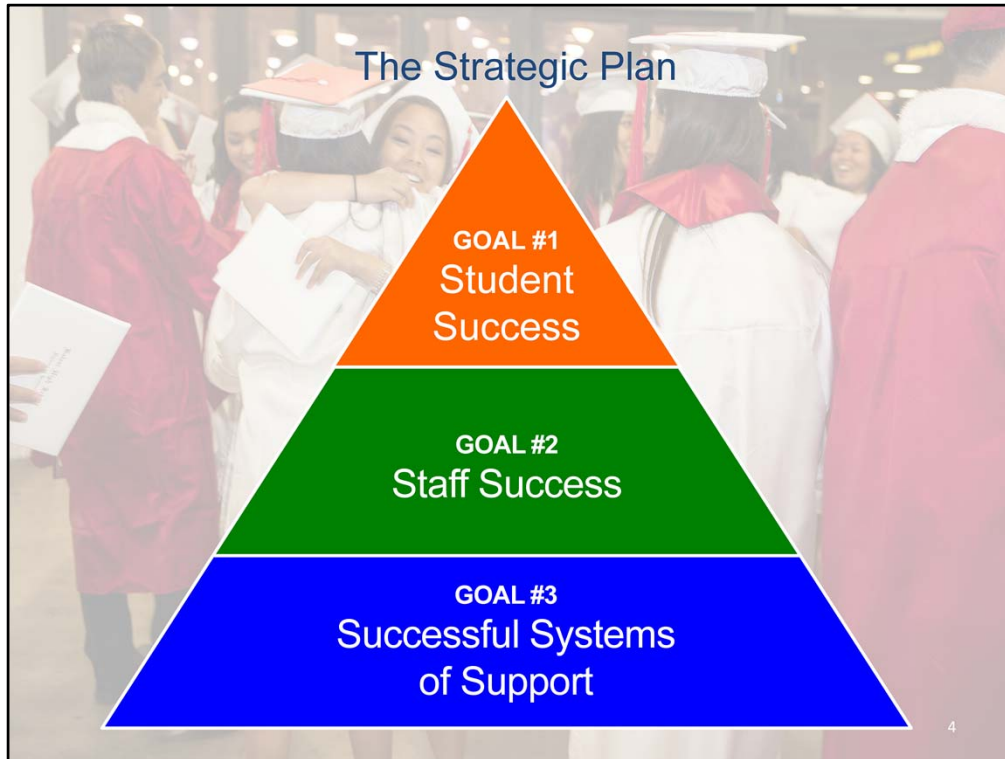 The Strategic Plan
GOAL #1
Student
Success
GOAL #2
Staff Success
GOAL #3
Successful Systems
of Support
4